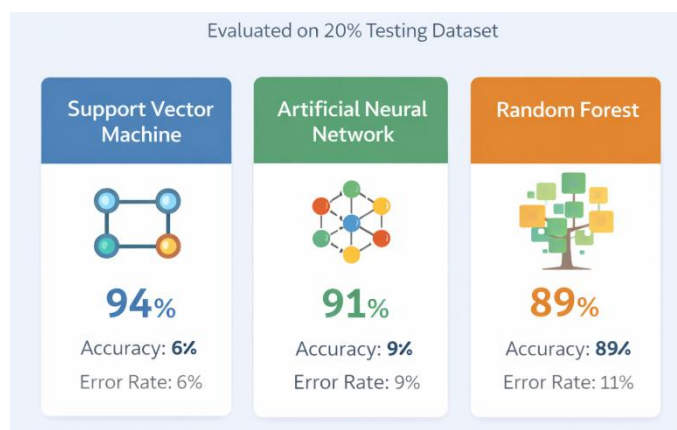 Evaluated on 20% Testing Dataset
Support Vector
Machine
94%
Accuracy: 6%
Error Rate: 6%
Artificial Neural
Network
91%
Accuracy: 9%
Error Rate: 9%
Random Forest
89%
Accuracy: 89%
Error Rate: 11%